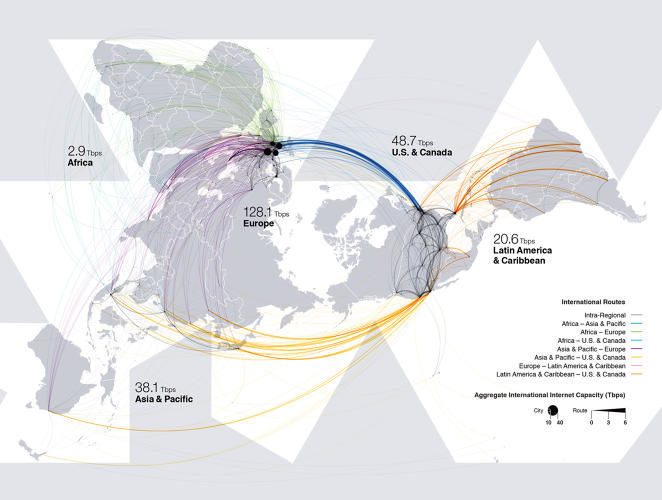 2.9 Tbps
Africa
48.7 Tbps
U.S. & Canada
128.1 Tbps
Europe
20.6 Tbps
Latin America
& Caribbean
38.1 Tbps
Asia & Pacific
International Routes
Intra-Regional
Africa – Asia & Pacific
Africa – Europe
Africa – U.S. & Canada
Asia & Pacific – Europe
Asia & Pacific – U.S. & Canada
Europe – Latin America & Caribbean
Latin America & Caribbean – U.S. & Canada
Aggregate International Internet Capacity (Tbps)
City Route
10 40 0 3 6